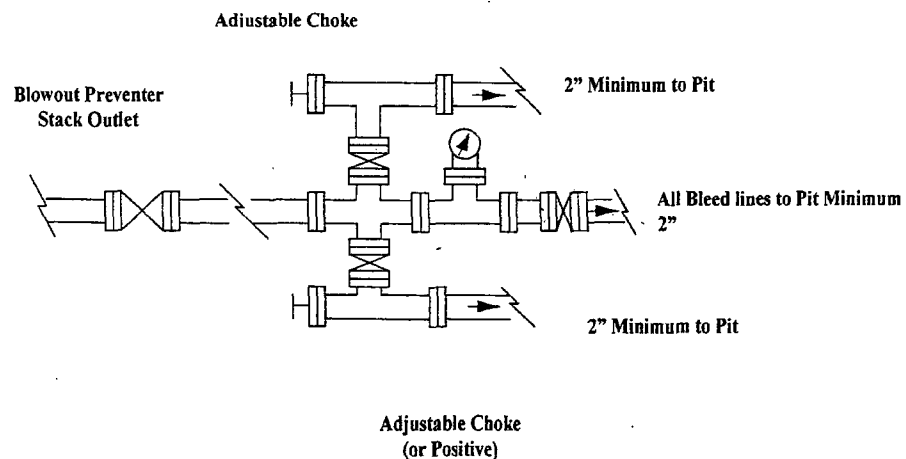 Adjustable Choke
2” Minimum to Pit
Blowout Preventer
Stack Outlet
All Bleed lines to Pit Minimum
2”
2” Minimum to Pit
Adjustable Choke
(or Positive)